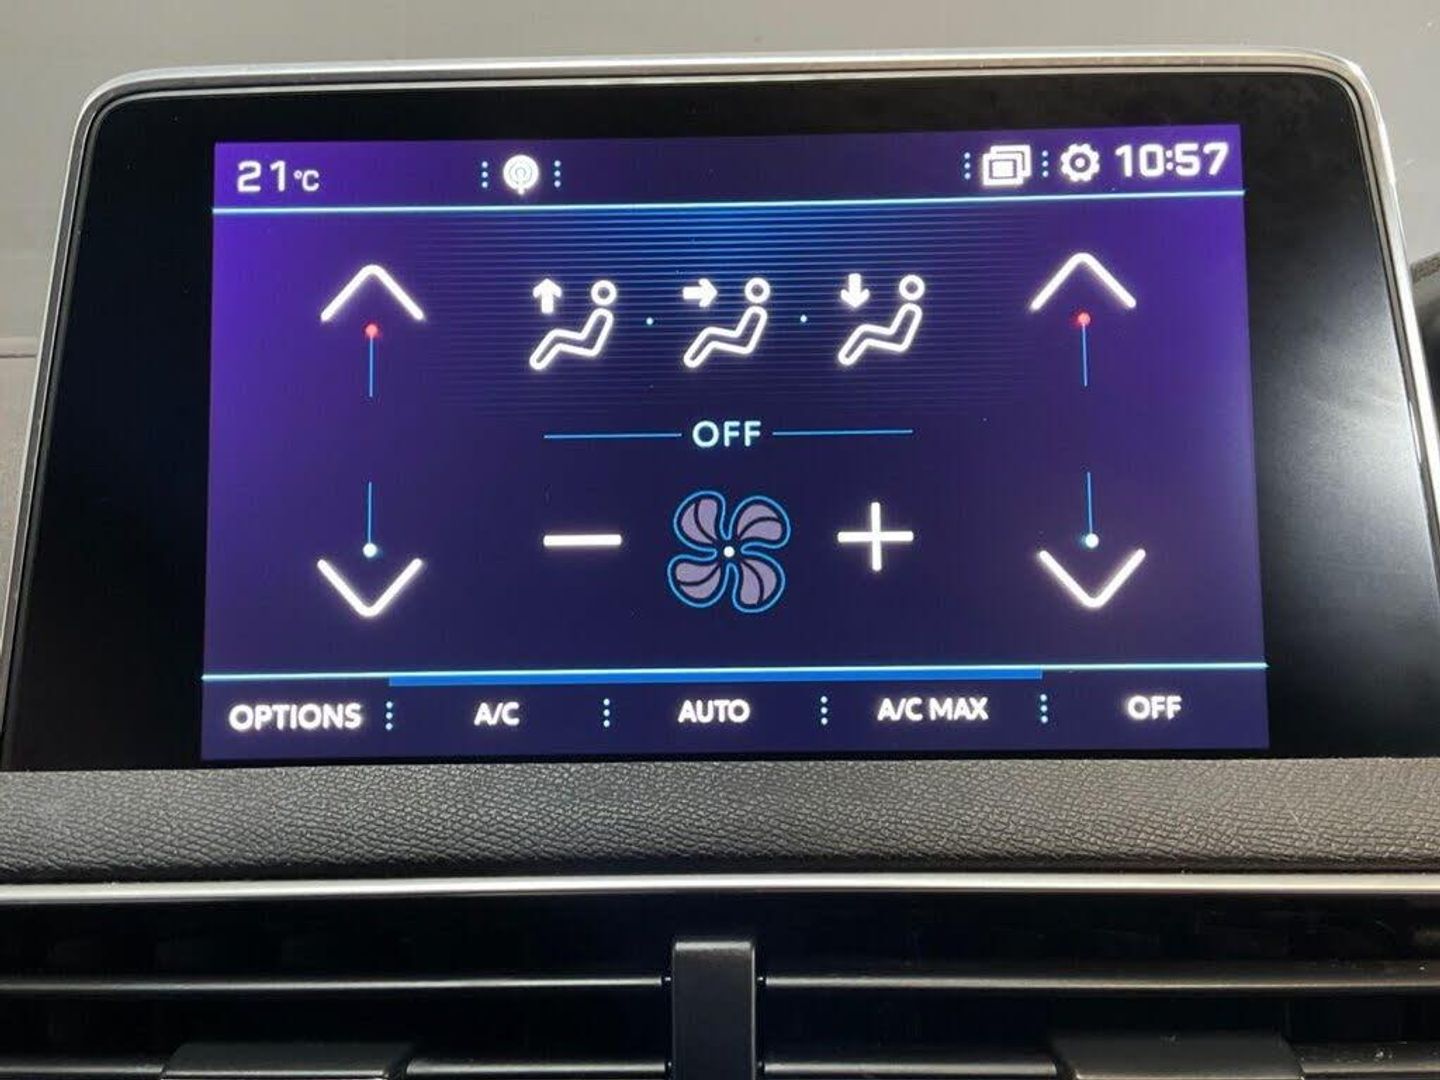 21°C 10:57
OFF
OPTIONS A/C AUTO A/C MAX OFF